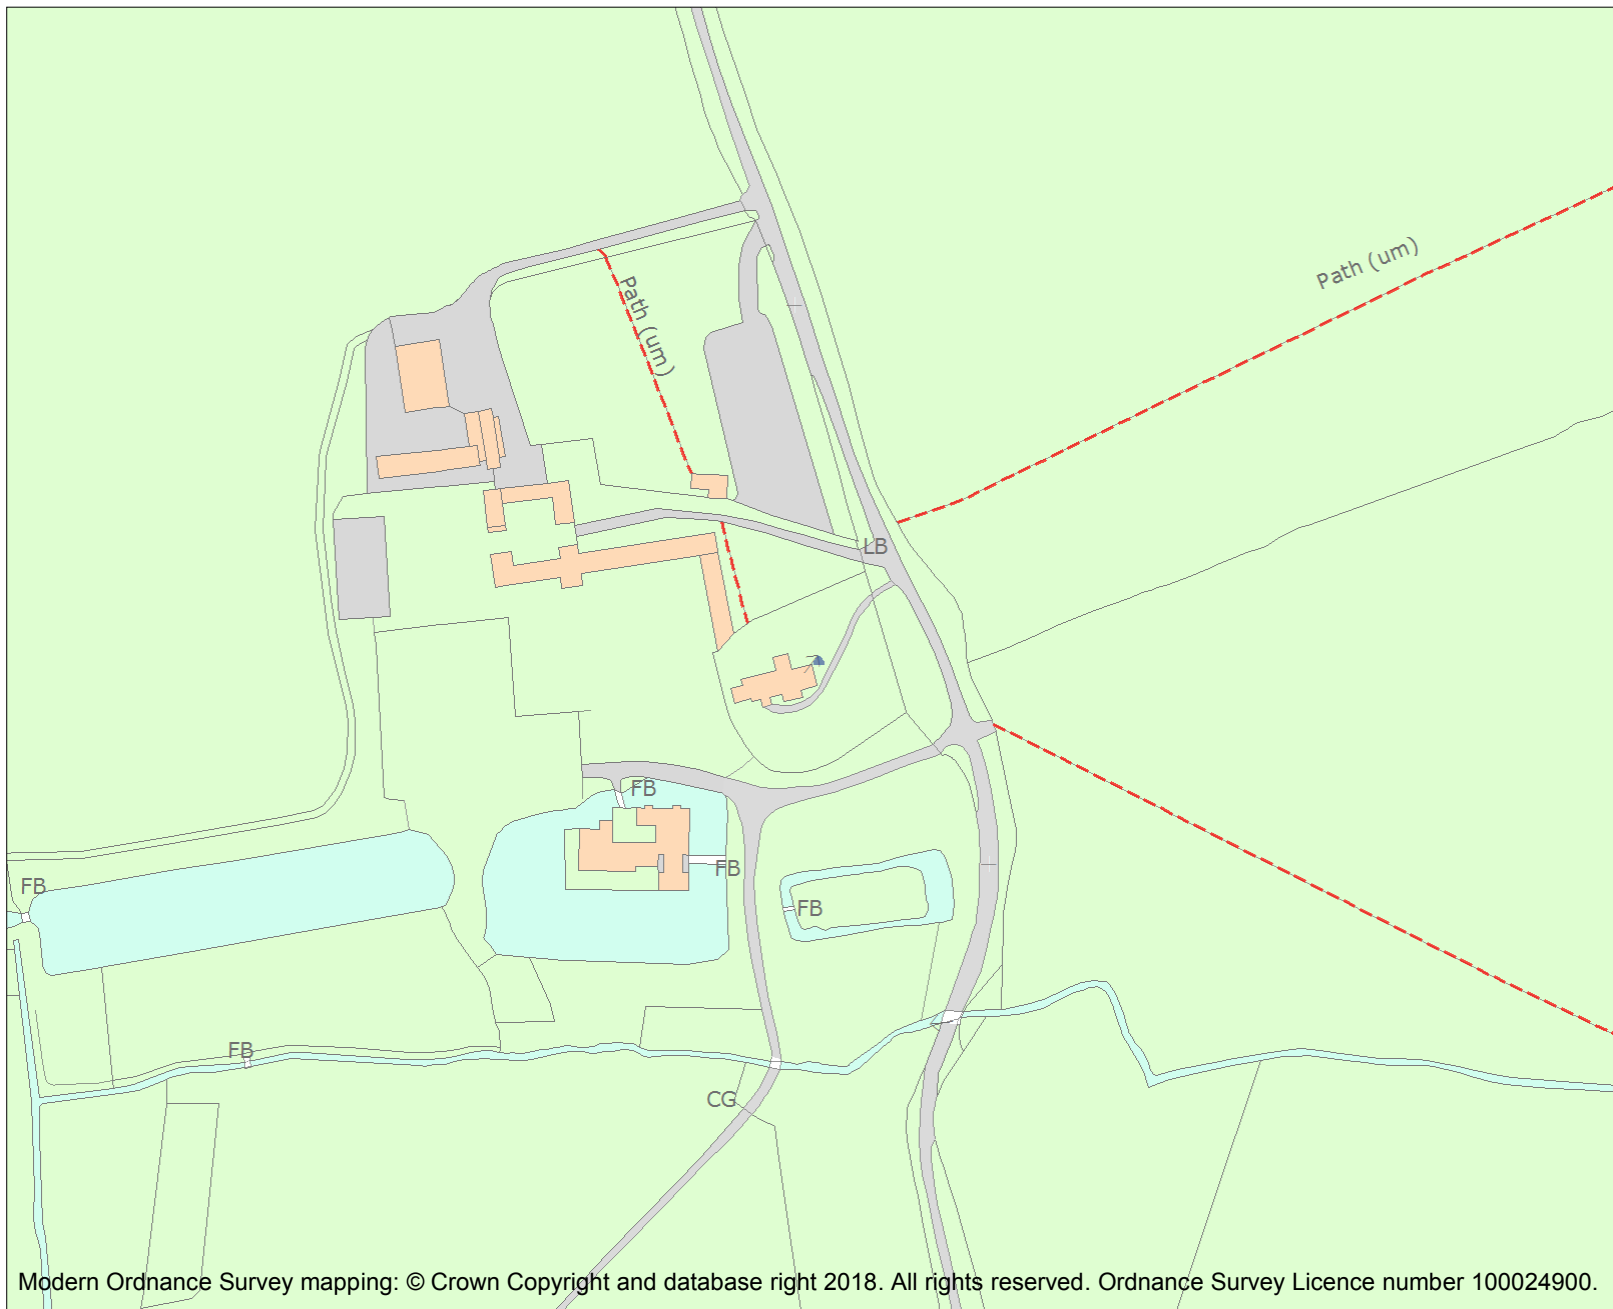 Path (um)
Path (um)
LB
FB
FB
FB
FB
FB
CG
Modern Ordnance Survey mapping: © Crown Copyright and database right 2018. All rights reserved. Ordnance Survey Licence number 100024900.